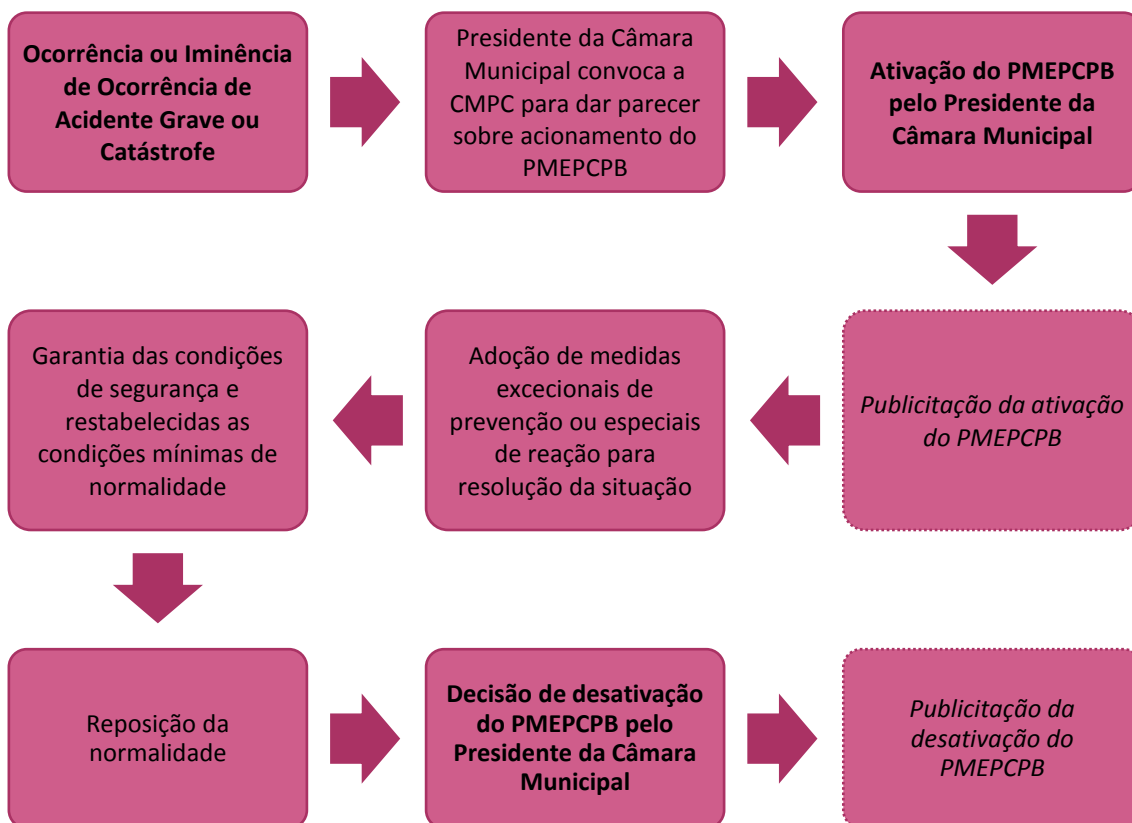 Ocorrência ou Iminência
de Ocorrência de
Acidente Grave ou
Catástrofe
Presidente da Câmara
Municipal convoca a
CMPC para dar parecer
sobre acionamento do
PMEPCPB
Ativação do PMEPCPB
pelo Presidente da
Câmara Municipal
Publicitação da ativação
do PMEPCPB
Adoção de medidas
excecionais de
prevenção ou especiais
de reação para
resolução da situação
Garantia das condições
de segurança e
restabelecidas as
condições mínimas de
normalidade
Reposição da
normalidade
Decisão de desativação
do PMEPCPB pelo
Presidente da Câmara
Municipal
Publicitação da
desativação do
PMEPCPB